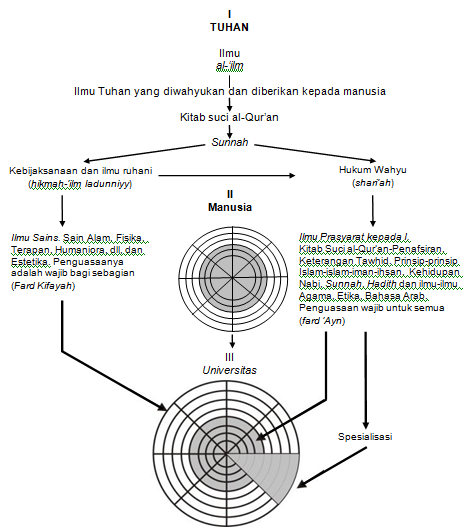 I
TUHAN
Ilmu
al-'ilm
Ilmu Tuhan yang diwahyukan dan diberikan kepada manusia
Kitab suci al-Qur'an
Sunnah
Kebijaksanaan dan ilmu ruhani
(hikmah-'ilm ladunniyy)
Hukum Wahyu
(shari'ah)
II
Manusia
Ilmu Sains. Sain Alam, Fisika,
Terapan, Humaniora, dll, dan
Estetika. Penguasaanya
adalah wajib bagi sebagian
(Fard Kifayah)
Ilmu Prasyarat kepada I.
Kitab Suci al-Qur'an-Penafsiran,
Keterangan Tawhid, Prinsip-prinsip
Islam-islam-iman-ihsan, Kehidupan
Nabi, Sunnah, Hadith dan ilmu-ilmu
Agama, Etika, Bahasa Arab,
Penguasaan wajib untuk semua
(fard 'Ayn)
III
Universitas
Spesialisasi